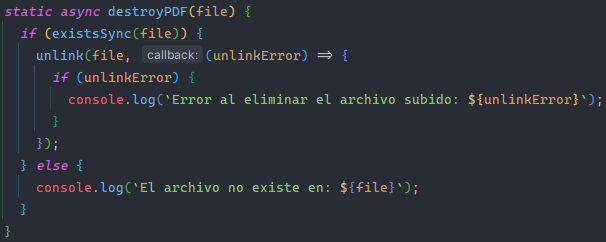 static async destroyPDF(file) {
if (existsSync(file)) {
unlink(file, callback: (unlinkError) => {
if (unlinkError) {
console.log(`Error al eliminar el archivo subido: ${unlinkError}`);
}
});
} else {
console.log(`El archivo no existe en: ${file}`);
}
}